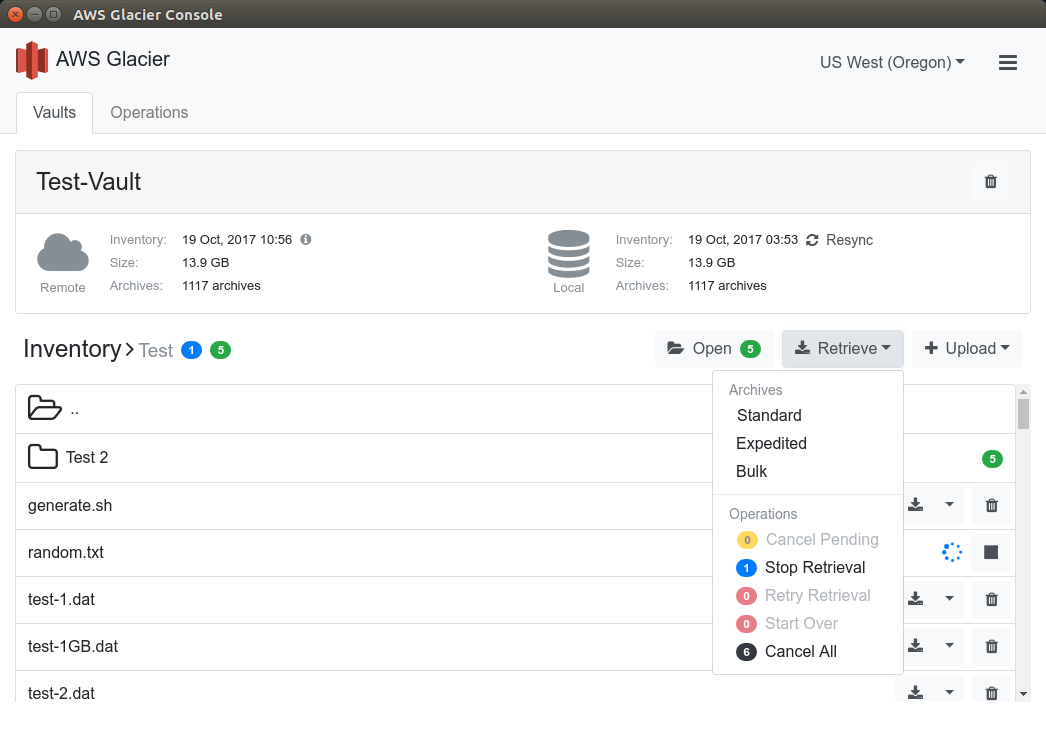 AWS Glacier Console
AWS Glacier
US West (Oregon)
Vaults
Operations
Test-Vault
Inventory: 19 Oct, 2017 10:56
Size: 13.9 GB
Archives: 1117 archives
Remote
Inventory: 19 Oct, 2017 03:53 Resync
Size: 13.9 GB
Archives: 1117 archives
Local
Inventory > Test 1 5
Open 5
Retrieve
Upload
Archives
Standard
Expedited
Bulk
Operations
0 Cancel Pending
1 Stop Retrieval
0 Retry Retrieval
0 Start Over
6 Cancel All
..
Test 2 5
generate.sh
random.txt
test-1.dat
test-1GB.dat
test-2.dat